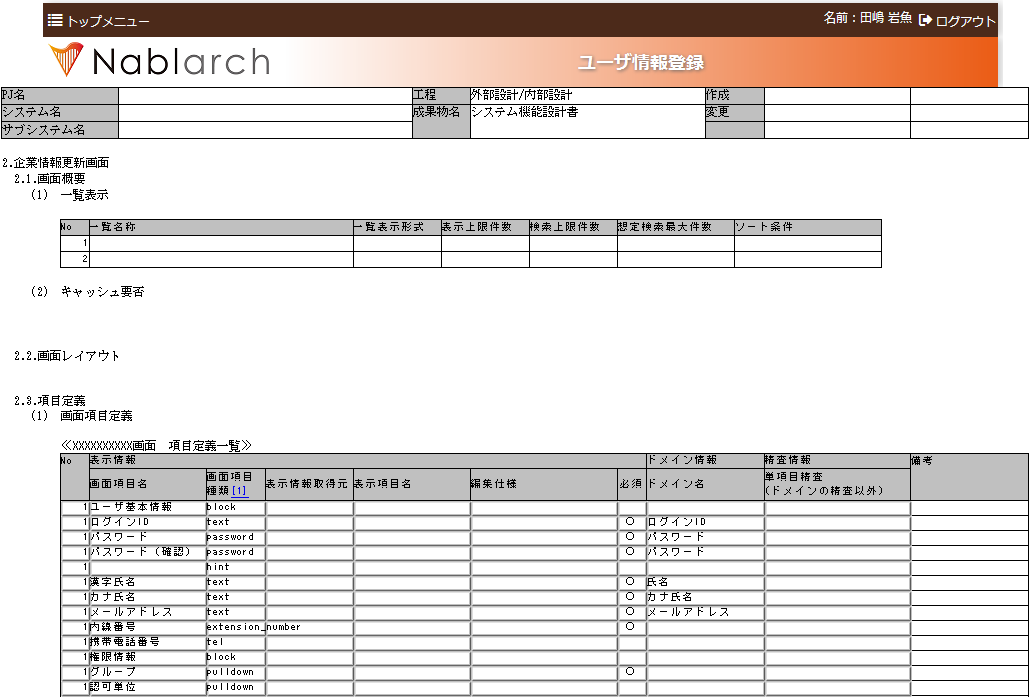 トップメニュー 名前：田嶋 岩魚 ログアウト
Nablarch ユーザ情報登録
PJ名 工程 外部設計/内部設計 作成
システム名 成果物名 システム機能設計書 変更
サブシステム名
2.企業情報更新画面
2.1.画面概要
(1) 一覧表示
No 一覧名称 一覧表示形式 表示上限件数 検索上限件数 想定検索最大件数 ソート条件
1
2
(2) キャッシュ要否
2.2.画面レイアウト
2.3.項目定義
(1) 画面項目定義
≪XXXXXXXXXX画面 項目定義一覧≫
No 表示情報 ドメイン情報 精査情報 備考
画面項目名 画面項目種類[1] 表示情報取得元 表示項目名 編集仕様 必須 ドメイン名 単項目精査(ドメインの精査以外)
1 ユーザ基本情報 block
1 ログインID text ○ ログインID
1 パスワード password ○ パスワード
1 パスワード（確認） password ○ パスワード
1 hint
1 漢字氏名 text ○ 氏名
1 カナ氏名 text ○ カナ氏名
1 メールアドレス text ○ メールアドレス
1 内線番号 extension_number ○
1 携帯電話番号 tel
1 権限情報 block
1 グループ pulldown ○
1 認可単位 pulldown